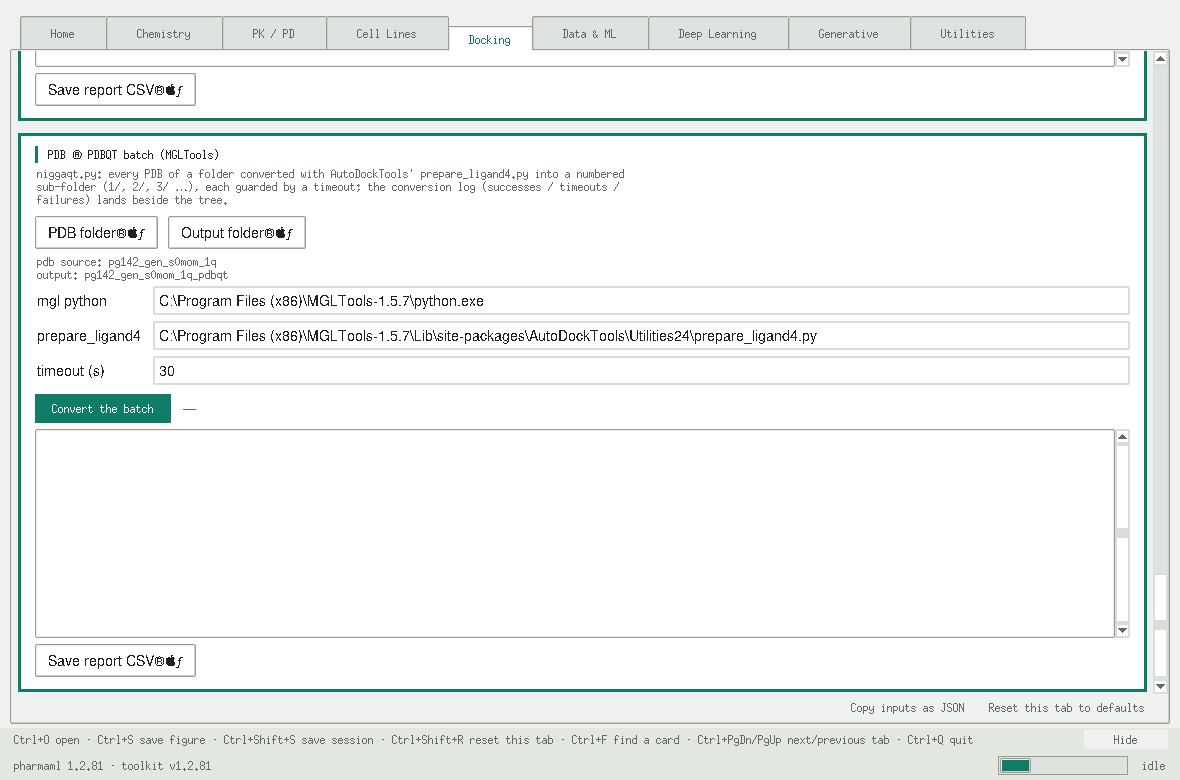 Home
Chemistry
PK / PD
Cell Lines
Docking
Data & ML
Deep Learning
Generative
Utilities
Save report CSV®ƒ
PDB ® PDBQT batch (MGLTools)
niggaqt.py: every PDB of a folder converted with AutoDockTools' prepare_ligand4.py into a numbered
sub-folder (1/, 2/, 3/ …), each guarded by a timeout; the conversion log (successes / timeouts /
failures) lands beside the tree.
PDB folder®ƒ
Output folder®ƒ
pdb source: pg142_gen_s0mom_1q
output: pg142_gen_s0mom_1q_pdbqt
mgl python
C:\Program Files (x86)\MGLTools-1.5.7\python.exe
prepare_ligand4
C:\Program Files (x86)\MGLTools-1.5.7\Lib\site-packages\AutoDockTools\Utilities24\prepare_ligand4.py
timeout (s)
30
Convert the batch
—
Save report CSV®ƒ
Copy inputs as JSON
Reset this tab to defaults
Ctrl+O open · Ctrl+S save figure · Ctrl+Shift+S save session · Ctrl+Shift+R reset this tab · Ctrl+F find a card · Ctrl+PgDn/PgUp next/previous tab · Ctrl+Q quit
Hide
pharmaml 1.2.81 · toolkit v1.2.81
idle